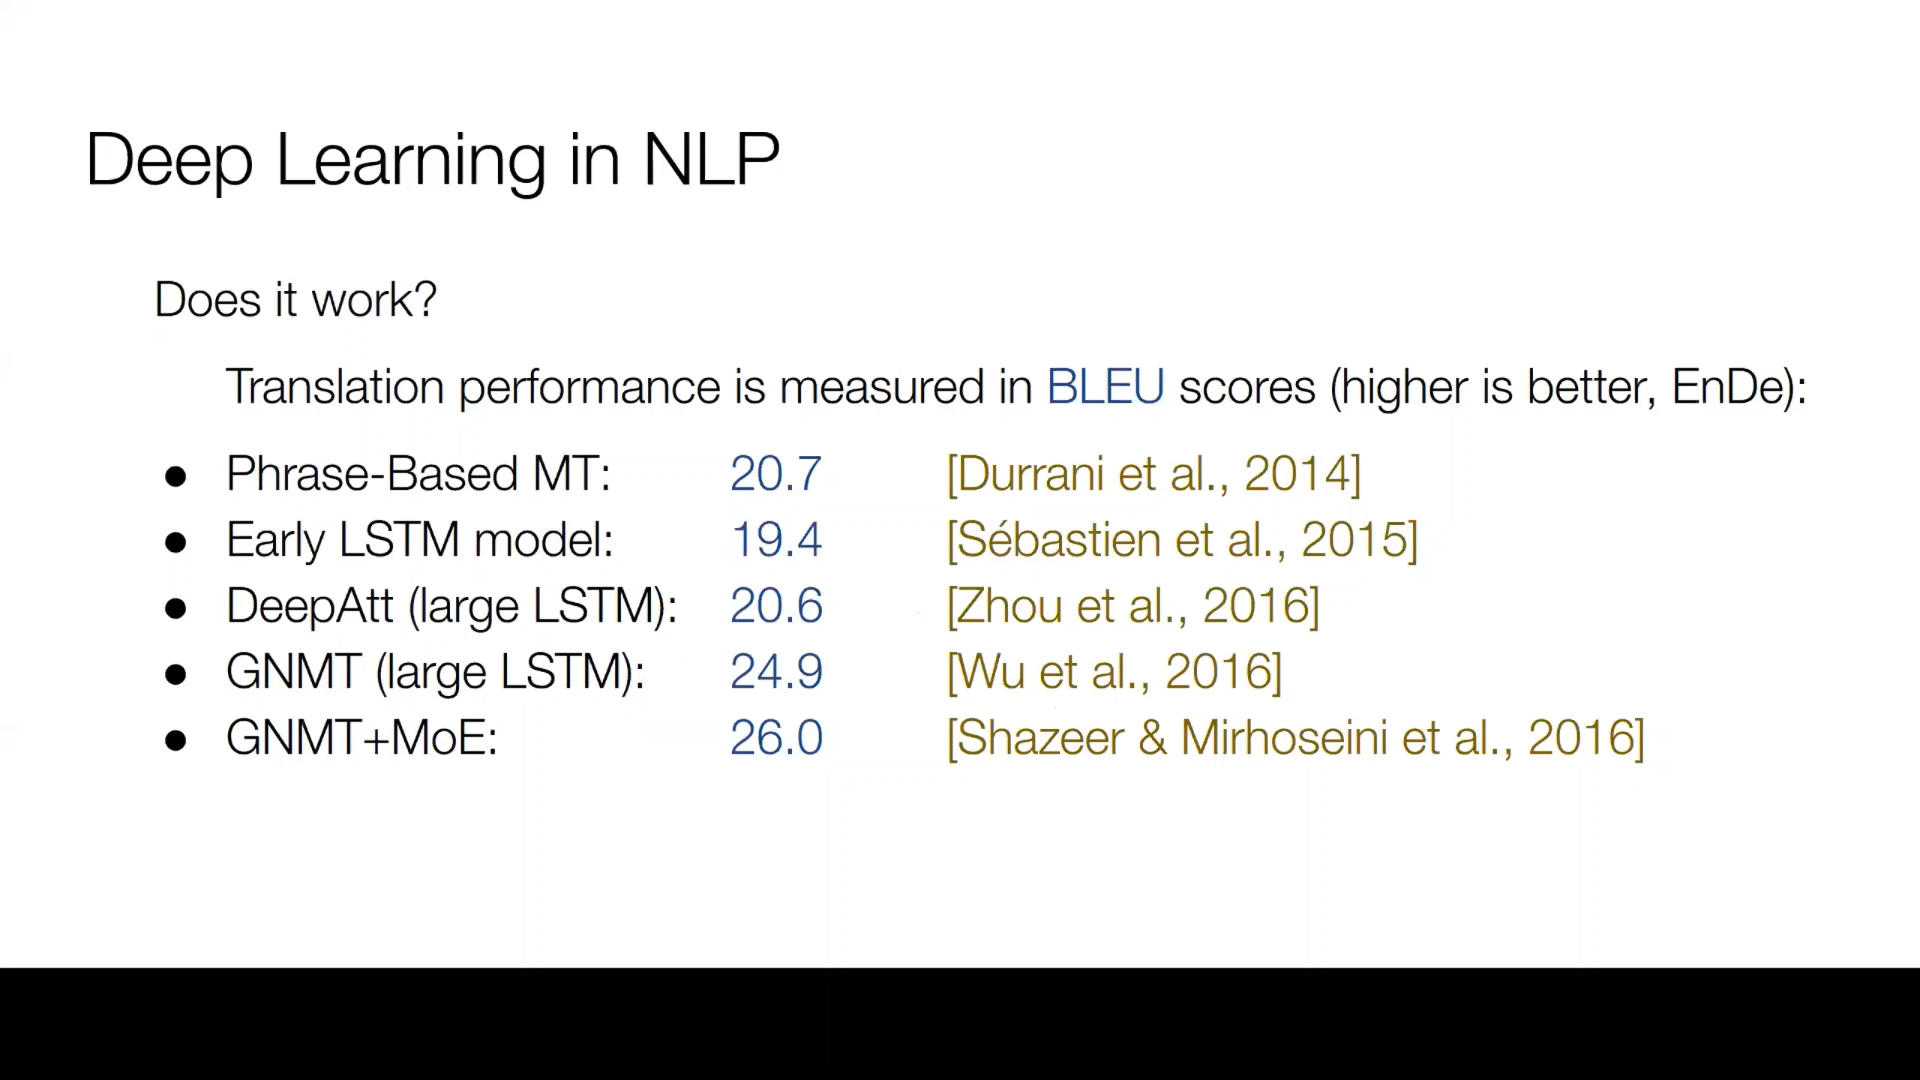 Deep Learning in NLP
Does it work?
Translation performance is measured in BLEU scores (higher is better, EnDe):
● Phrase-Based MT: 20.7 [Durrani et al., 2014]
● Early LSTM model: 19.4 [Sébastien et al., 2015]
● DeepAtt (large LSTM): 20.6 [Zhou et al., 2016]
● GNMT (large LSTM): 24.9 [Wu et al., 2016]
● GNMT+MoE: 26.0 [Shazeer & Mirhoseini et al., 2016]